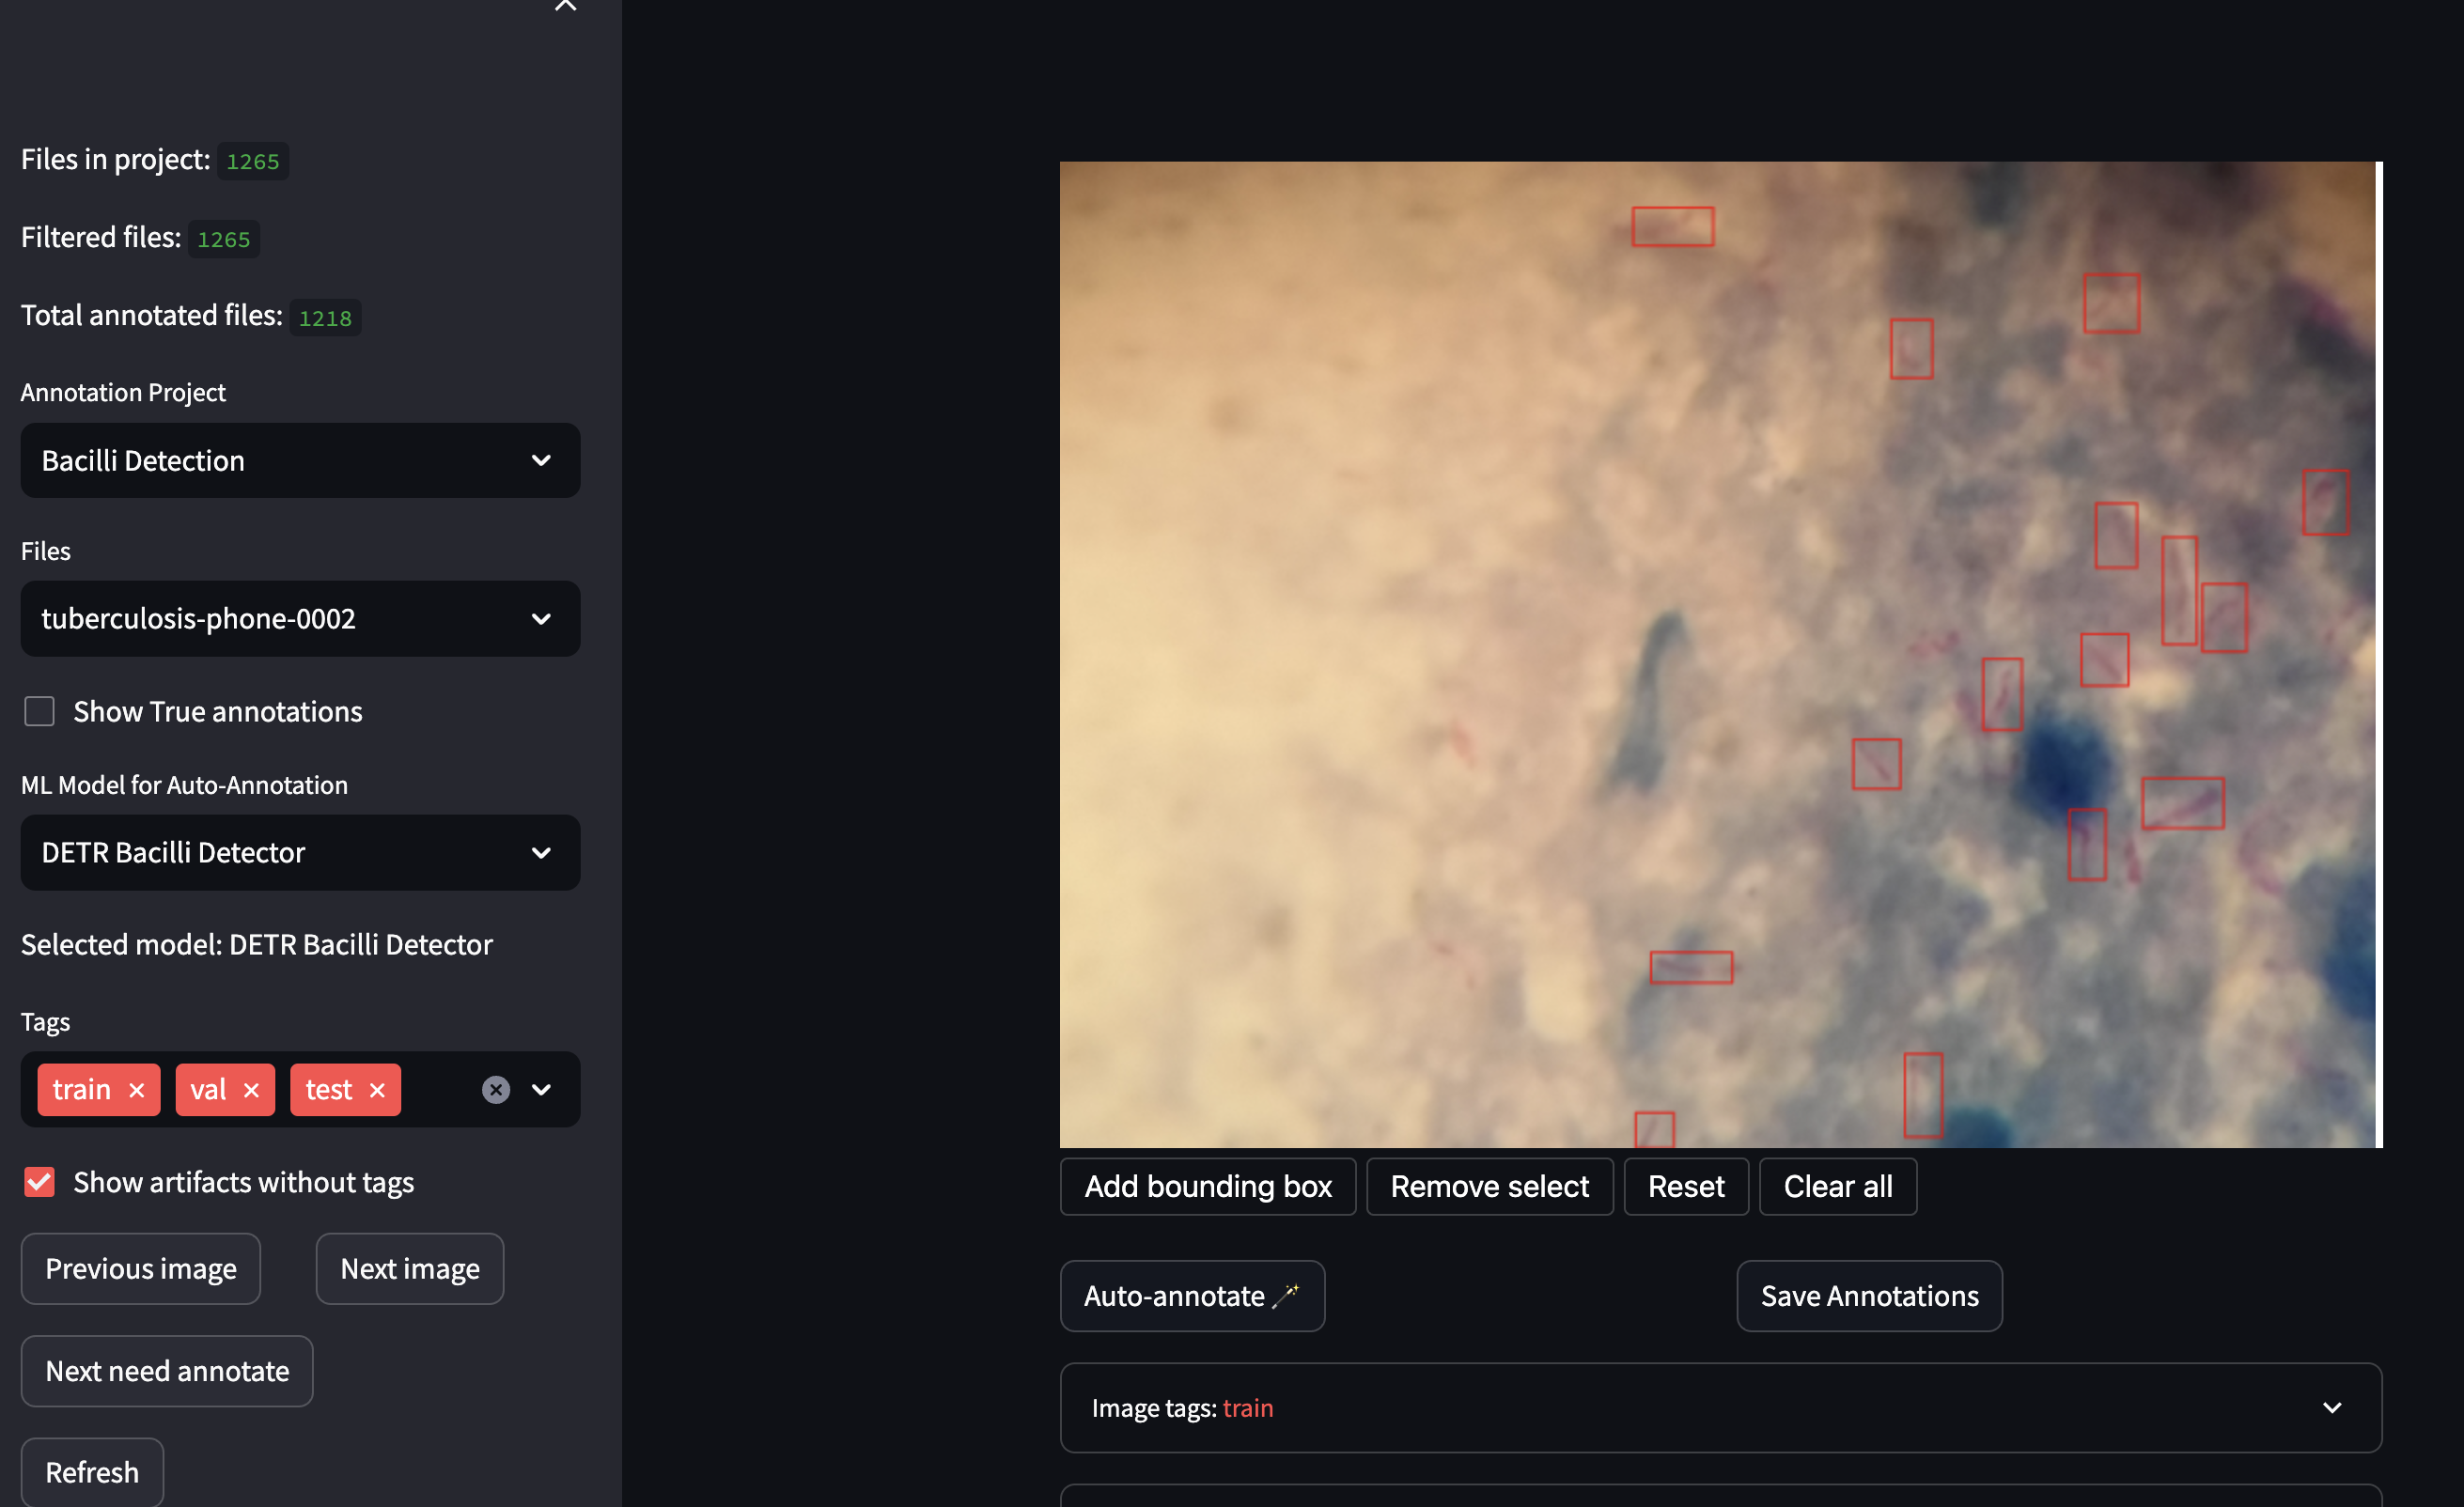 Files in project: 1265
Filtered files: 1265
Total annotated files: 1218
Annotation Project
Bacilli Detection
Files
tuberculosis-phone-0002
Show True annotations
ML Model for Auto-Annotation
DETR Bacilli Detector
Selected model: DETR Bacilli Detector
Tags
train val test
Show artifacts without tags
Previous image Next image
Next need annotate
Refresh
Add bounding box Remove select Reset Clear all
Auto-annotate Save Annotations
Image tags: train